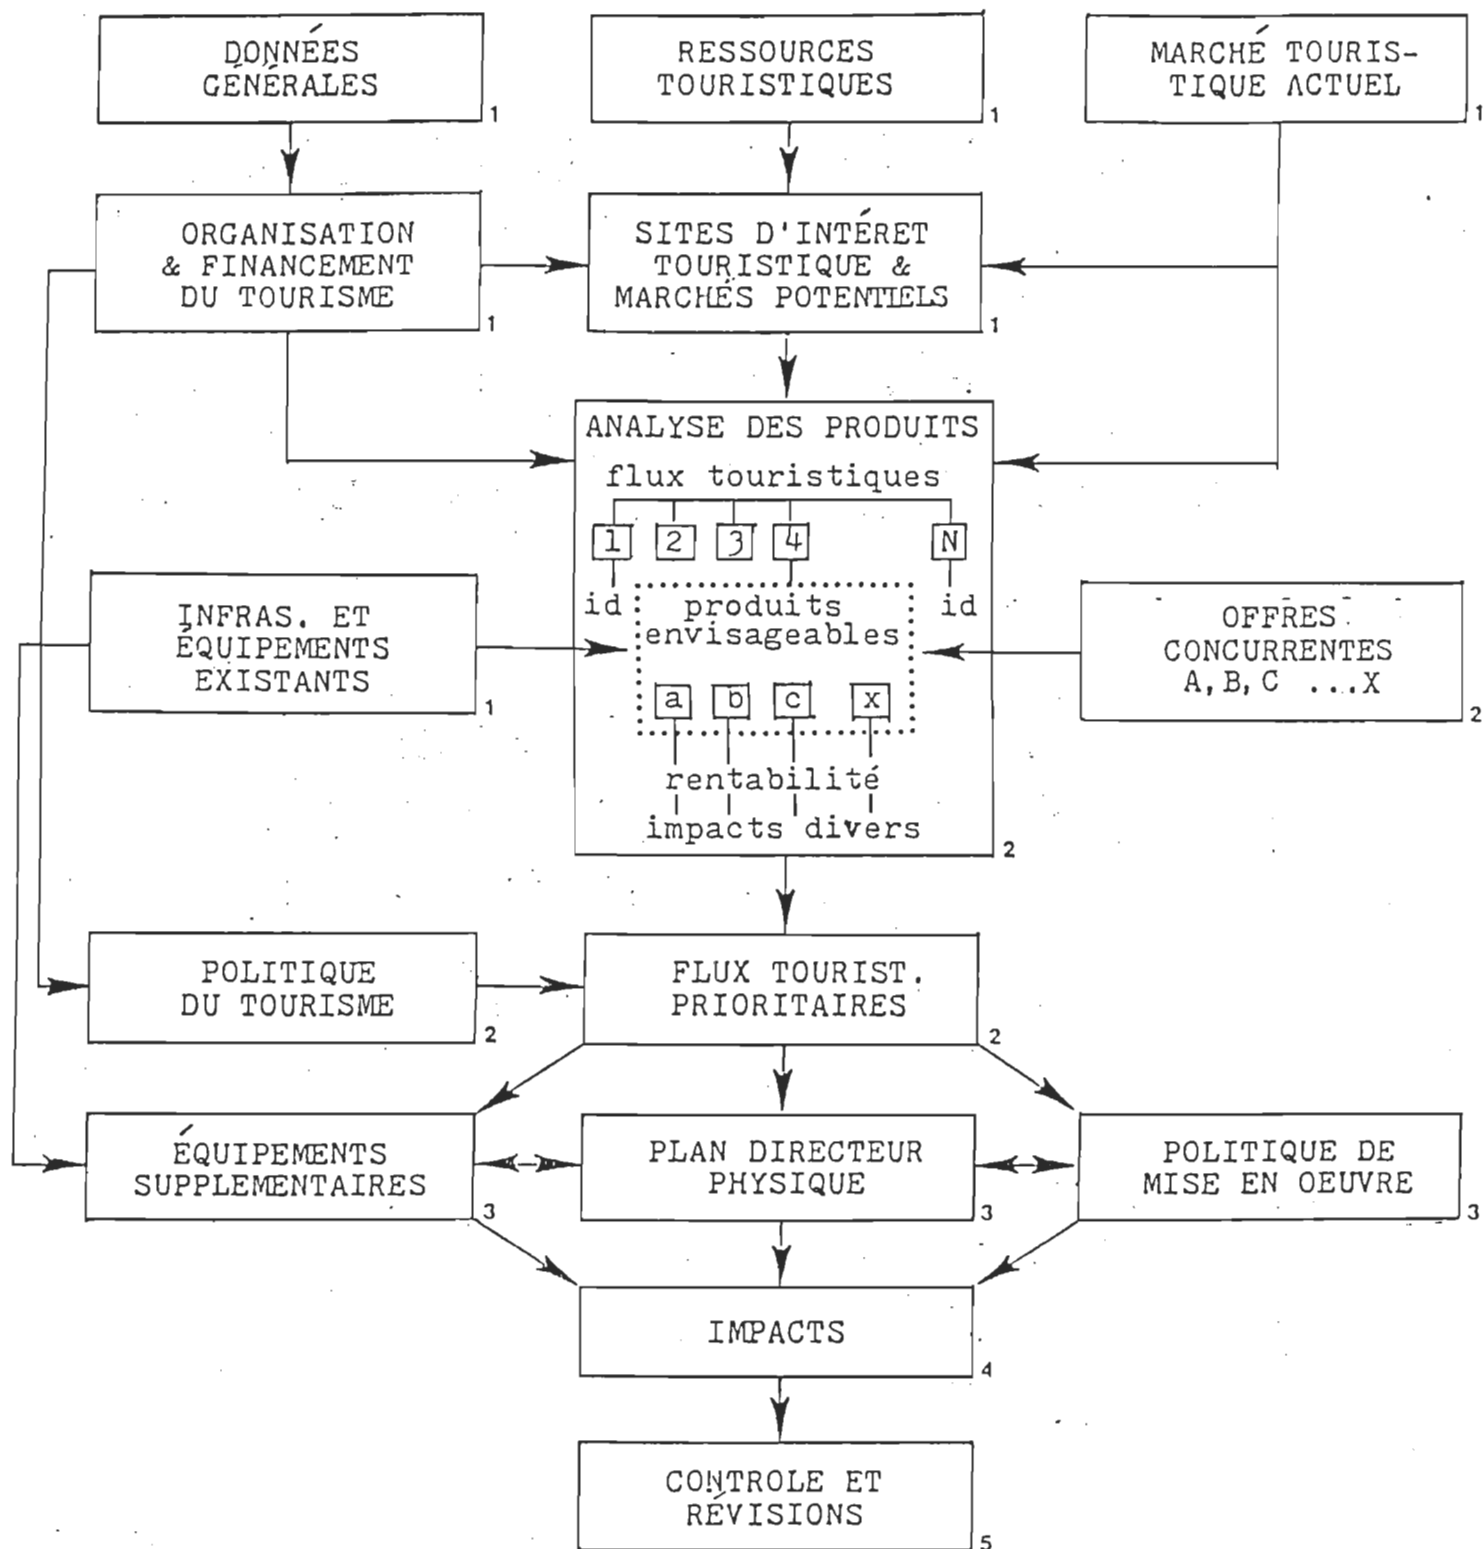 DONNÉES
GÉNÉRALES
1
RESSOURCES
TOURISTIQUES
1
MARCHÉ TOURIS-
TIQUE ACTUEL
1
ORGANISATION
& FINANCEMENT
DU TOURISME
1
SITES D'INTÉRET
TOURISTIQUE &
MARCHÉS POTENTIELS
1
ANALYSE DES PRODUITS
flux touristiques
1 2 3 4 N
id
produits
envisageables
id
a b c x
rentabilité
impacts divers
2
INFRAS. ET
ÉQUIPEMENTS
EXISTANTS
1
OFFRES
CONCURRENTES
A, B, C ...X
2
POLITIQUE
DU TOURISME
2
FLUX TOURIST.
PRIORITAIRES
2
ÉQUIPEMENTS
SUPPLEMENTAIRES
3
PLAN DIRECTEUR
PHYSIQUE
3
POLITIQUE DE
MISE EN OEUVRE
3
IMPACTS
4
CONTROLE ET
RÉVISIONS
5